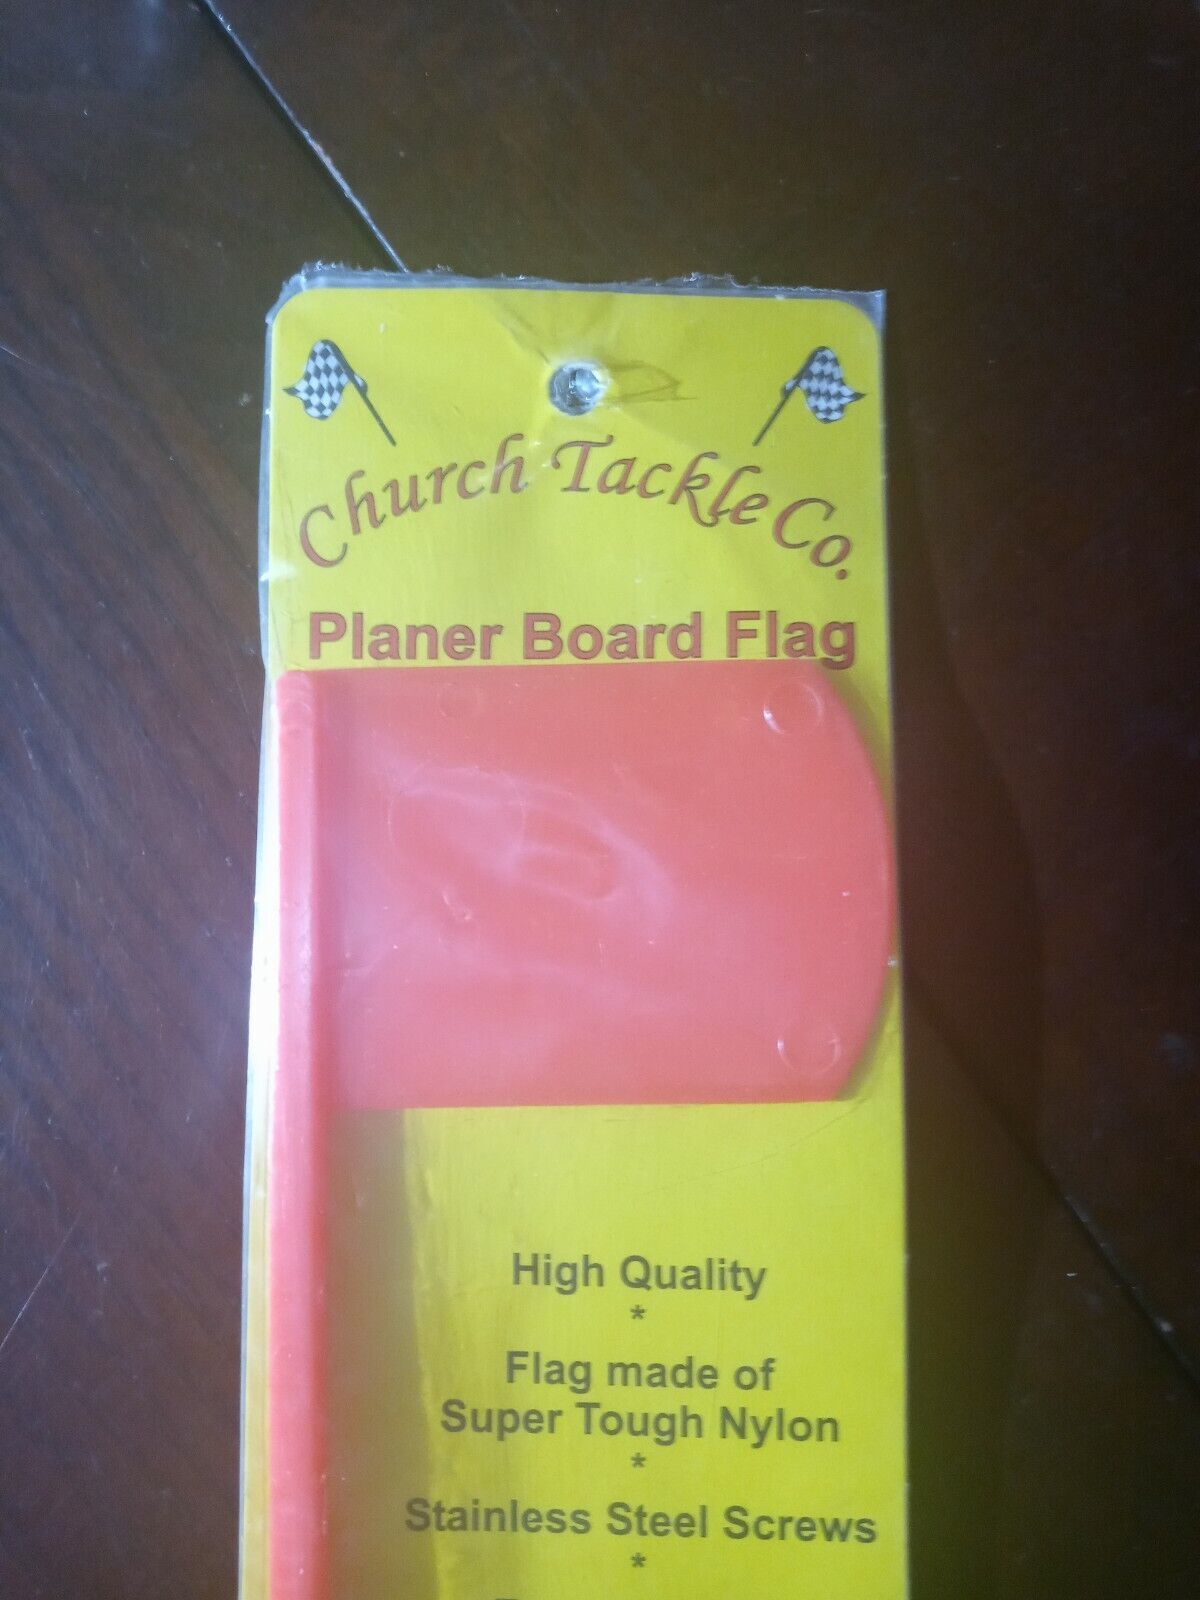 Church Tackle Co.
Planer Board Flag
High Quality
*
Flag made of
Super Tough Nylon
*
Stainless Steel Screws
*